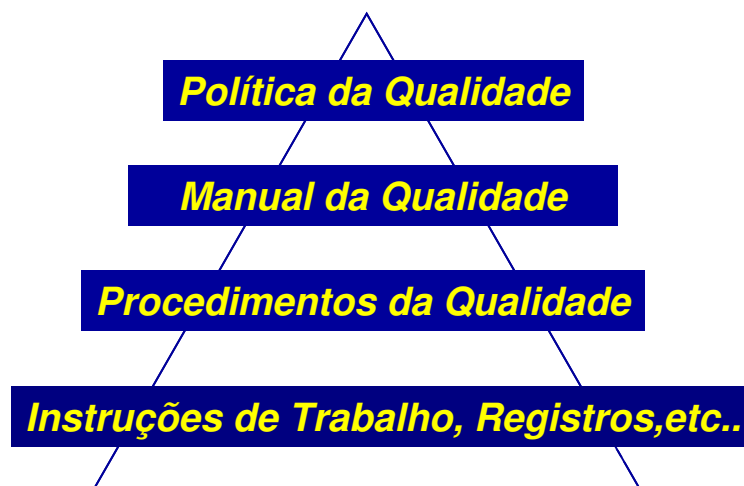 Política da Qualidade
Manual da Qualidade
Procedimentos da Qualidade
Instruções de Trabalho, Registros,etc..